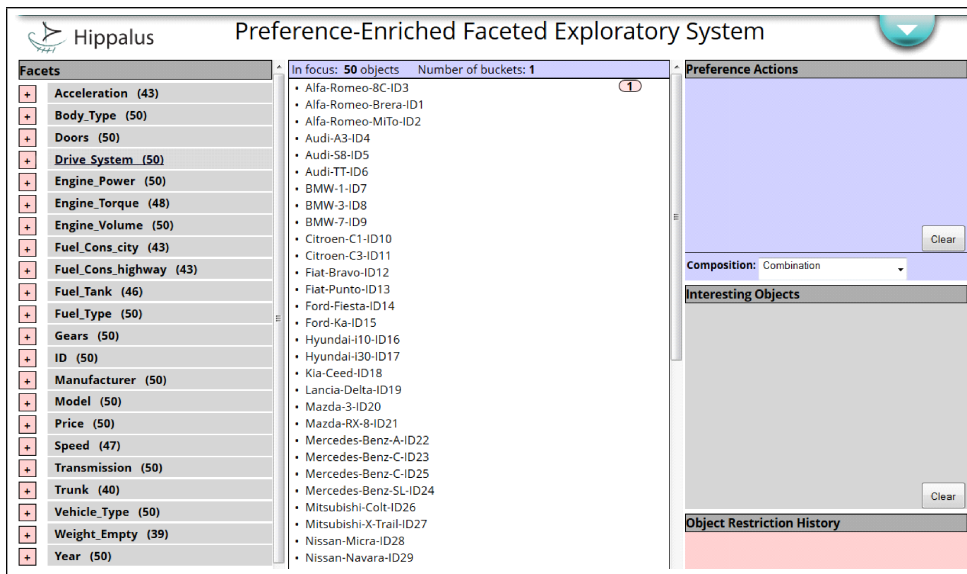 Hippalus
Preference-Enriched Faceted Exploratory System
Facets
+ Acceleration (43)
+ Body_Type (50)
+ Doors (50)
+ Drive_System (50)
+ Engine_Power (50)
+ Engine_Torque (48)
+ Engine_Volume (50)
+ Fuel_Cons_city (43)
+ Fuel_Cons_highway (43)
+ Fuel_Tank (46)
+ Fuel_Type (50)
+ Gears (50)
+ ID (50)
+ Manufacturer (50)
+ Model (50)
+ Price (50)
+ Speed (47)
+ Transmission (50)
+ Trunk (40)
+ Vehicle_Type (50)
+ Weight_Empty (39)
+ Year (50)
In focus: 50 objects Number of buckets: 1
• Alfa-Romeo-8C-ID3 1
• Alfa-Romeo-Brera-ID1
• Alfa-Romeo-MiTo-ID2
• Audi-A3-ID4
• Audi-S8-ID5
• Audi-TT-ID6
• BMW-1-ID7
• BMW-3-ID8
• BMW-7-ID9
• Citroen-C1-ID10
• Citroen-C3-ID11
• Fiat-Bravo-ID12
• Fiat-Punto-ID13
• Ford-Fiesta-ID14
• Ford-Ka-ID15
• Hyundai-I10-ID16
• Hyundai-I30-ID17
• Kia-Ceed-ID18
• Lancia-Delta-ID19
• Mazda-3-ID20
• Mazda-RX-8-ID21
• Mercedes-Benz-A-ID22
• Mercedes-Benz-C-ID23
• Mercedes-Benz-C-ID25
• Mercedes-Benz-SL-ID24
• Mitsubishi-Colt-ID26
• Mitsubishi-X-Trail-ID27
• Nissan-Micra-ID28
• Nissan-Navara-ID29
Preference Actions
Clear
Composition: Combination
Interesting Objects
Clear
Object Restriction History